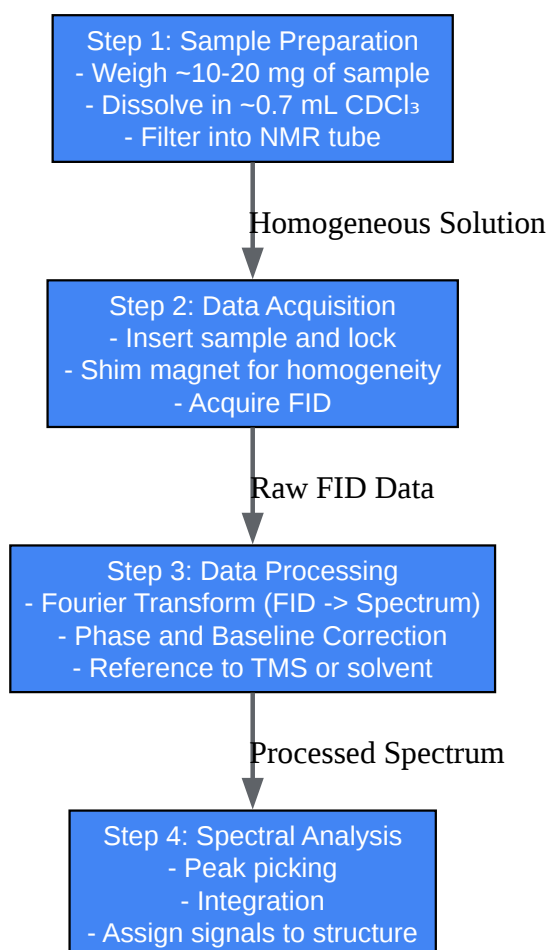 Step 1: Sample Preparation
- Weigh ~10-20 mg of sample
- Dissolve in ~0.7 mL CDCl₃
- Filter into NMR tube
Homogeneous Solution
Step 2: Data Acquisition
- Insert sample and lock
- Shim magnet for homogeneity
- Acquire FID
Raw FID Data
Step 3: Data Processing
- Fourier Transform (FID -> Spectrum)
- Phase and Baseline Correction
- Reference to TMS or solvent
Processed Spectrum
Step 4: Spectral Analysis
- Peak picking
- Integration
- Assign signals to structure